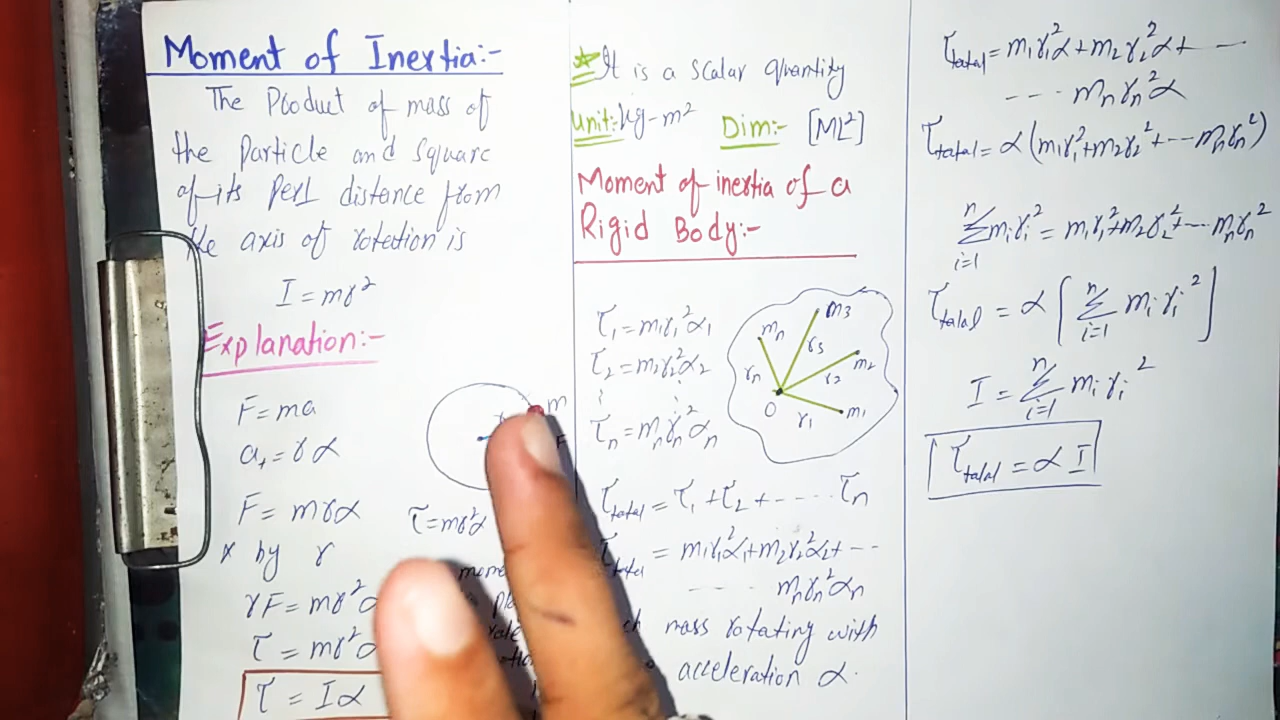 Moment of Inertia:-
The Product of mass of
the Particle and square
of its Per⊥ distance from
the axis of rotation is
I = mr²
Explanation:-
F = ma
aₜ = rα
F = mrα
× by r
rF = mr²α
τ = mr²α
τ = Iα
m
r
F
τ = mr²α
It is a scalar quantity
Unit:- kg-m² Dim:- [ML²]
Moment of inertia of a
Rigid Body:-
τ₁ = m₁r₁²α₁
τ₂ = m₂r₂²α₂
τₙ = mₙrₙ²αₙ
mₙ m₃
rₙ r₃ m₂
r₂
O r₁ m₁
τtotal = τ₁ + τ₂ + ----- τₙ
τtotal = m₁r₁²α₁ + m₂r₂²α₂ + ---
---- mₙrₙ²αₙ
mass rotating with
acceleration α.
τtotal = m₁r₁²α + m₂r₂²α + ----
---- mₙrₙ²α
τtotal = α (m₁r₁² + m₂r₂² + --- mₙrₙ²)
n
∑ mᵢrᵢ² = m₁r₁² + m₂r₂² + --- mₙrₙ²
i=1
τtotal = α [ n∑i=1 mᵢrᵢ² ]
I = n∑i=1 mᵢrᵢ²
τtotal = α I